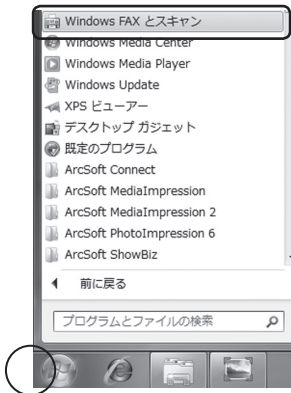 Windows FAX とスキャン
Windows Media Center
Windows Media Player
Windows Update
XPS ビューアー
デスクトップ ガジェット
既定のプログラム
ArcSoft Connect
ArcSoft MediaImpression
ArcSoft MediaImpression 2
ArcSoft PhotoImpression 6
ArcSoft ShowBiz
前に戻る
プログラムとファイルの検索